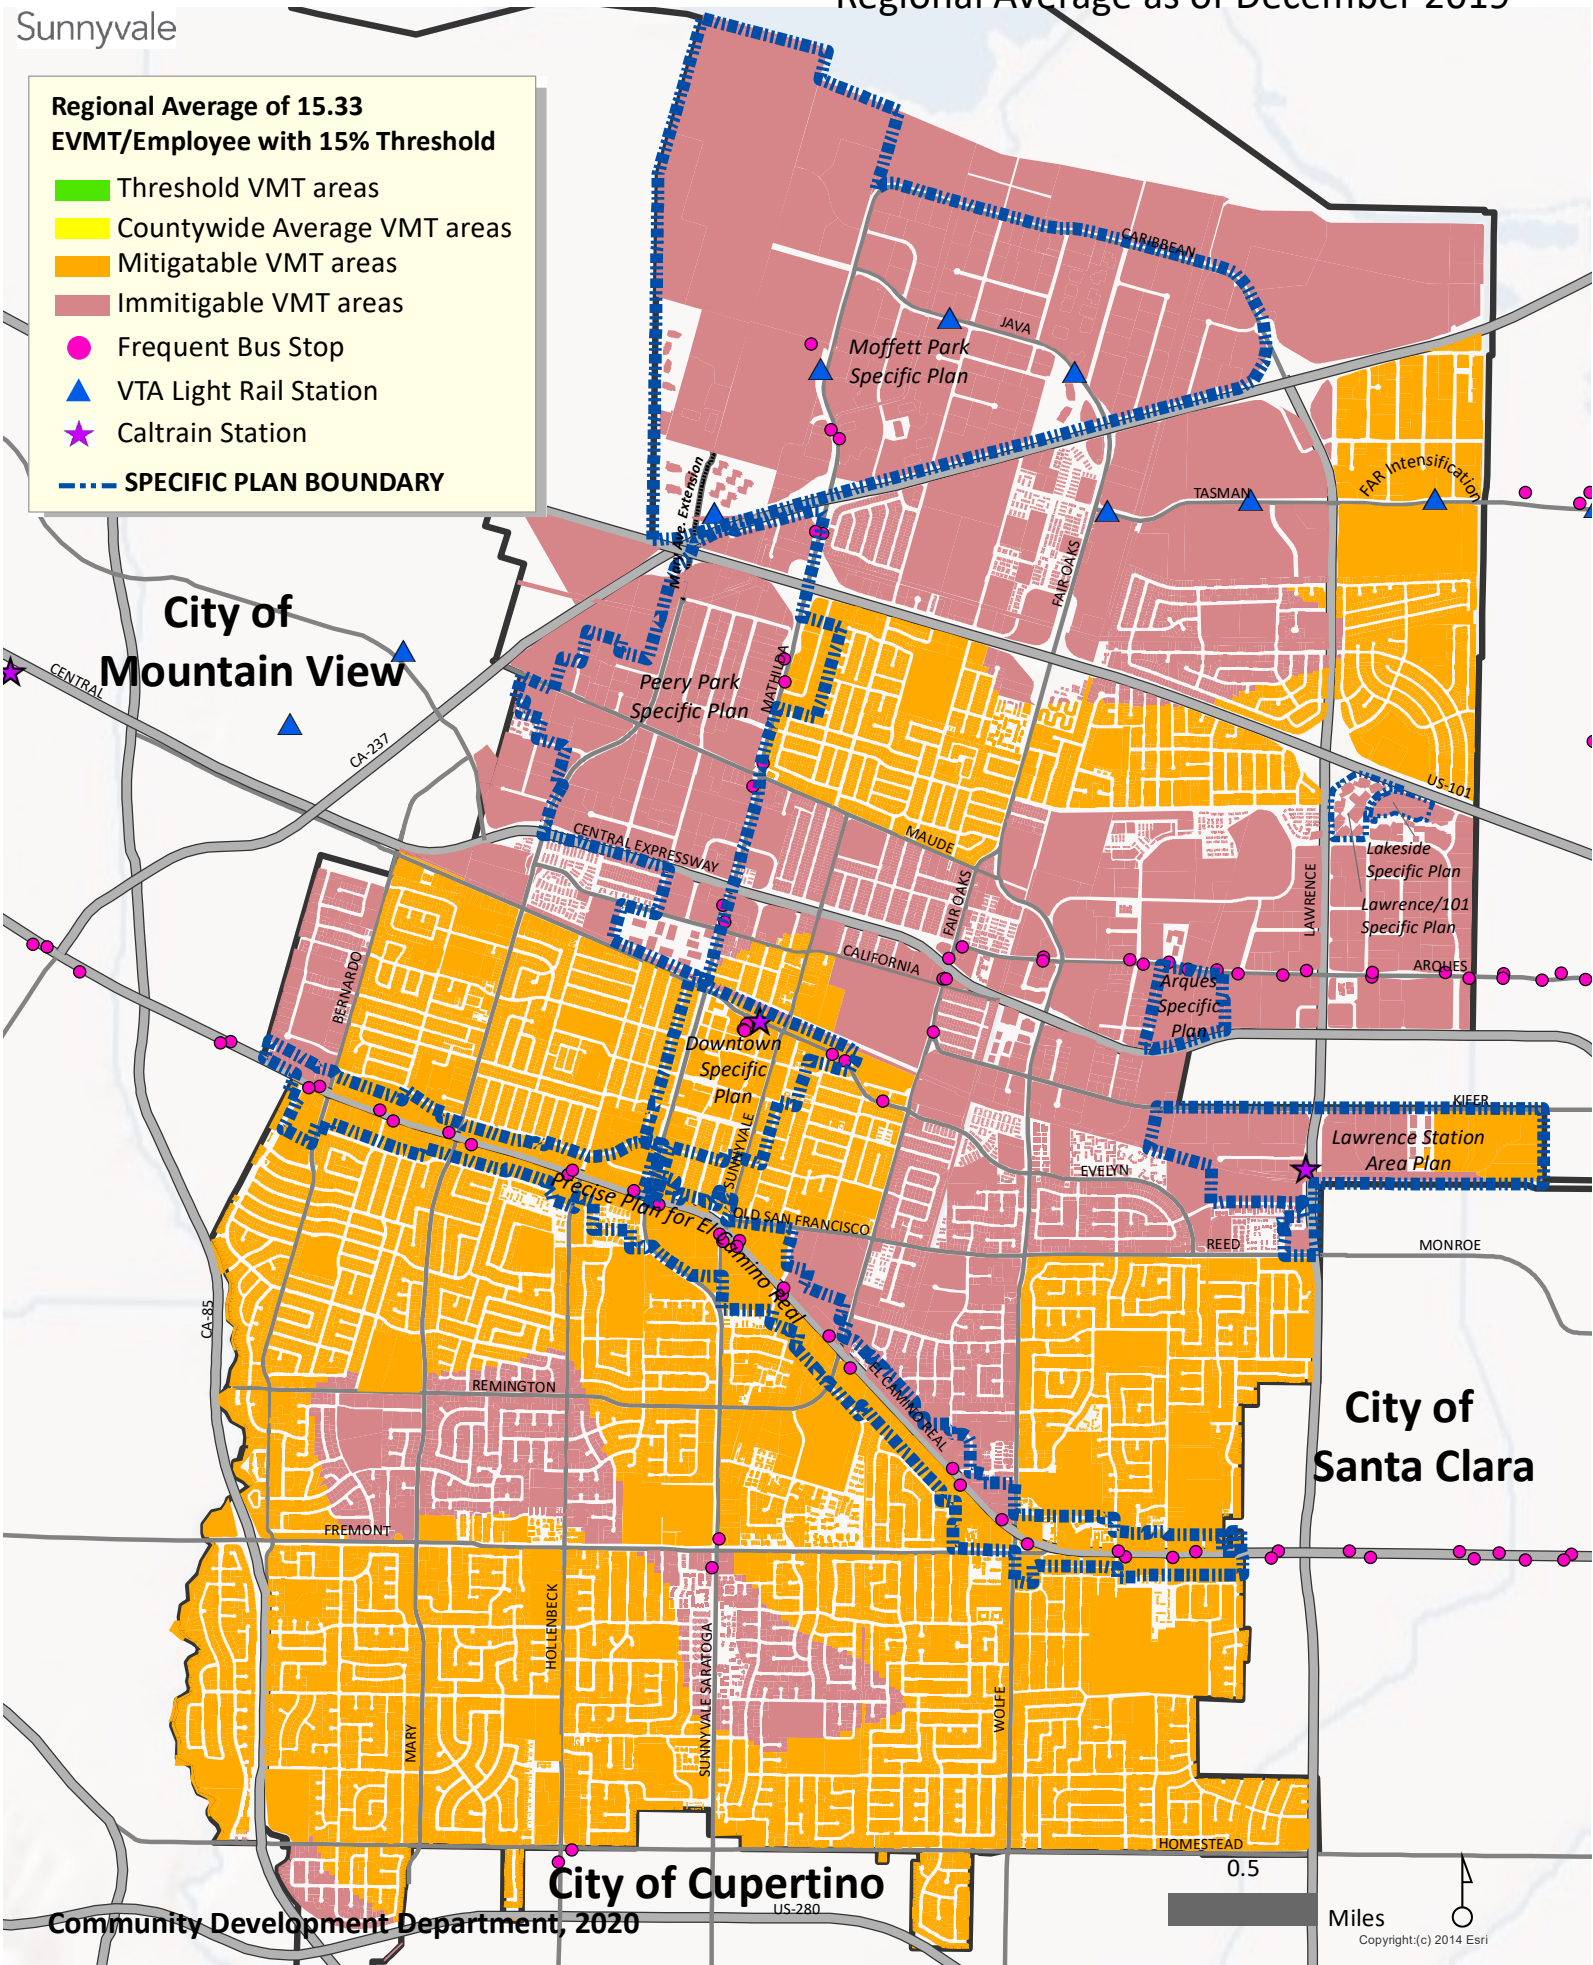 Regional Average as of December 2019
Sunnyvale
Regional Average of 15.33
EVMT/Employee with 15% Threshold
Threshold VMT areas
Countywide Average VMT areas
Mitigatable VMT areas
Immitigable VMT areas
Frequent Bus Stop
VTA Light Rail Station
Caltrain Station
SPECIFIC PLAN BOUNDARY
CARIBBEAN
JAVA
Moffett Park
Specific Plan
Mary Ave. Extension
FAR Intensification
TASMAN
FAIR OAKS
City of
Mountain View
CENTRAL
CA-237
MATHILDA
Peery Park
Specific Plan
US-101
CENTRAL EXPRESSWAY
MAUDE
Lakeside
Specific Plan
LAWRENCE
Lawrence/101
Specific Plan
FAIR OAKS
CALIFORNIA
ARQUES
BERNARDO
Arques
Specific
Plan
Downtown
Specific
Plan
KIFER
SUNNYVALE
Lawrence Station
Area Plan
EVELYN
Precise Plan for El Camino Real
OLD SAN FRANCISCO
REED
MONROE
CA-85
EL CAMINO REAL
REMINGTON
City of
Santa Clara
FREMONT
HOLLENBECK
SUNNYVALE SARATOGA
WOLFE
MARY
HOMESTEAD
0.5
City of Cupertino
US-280
Community Development Department, 2020
Miles
Copyright:(c) 2014 Esri